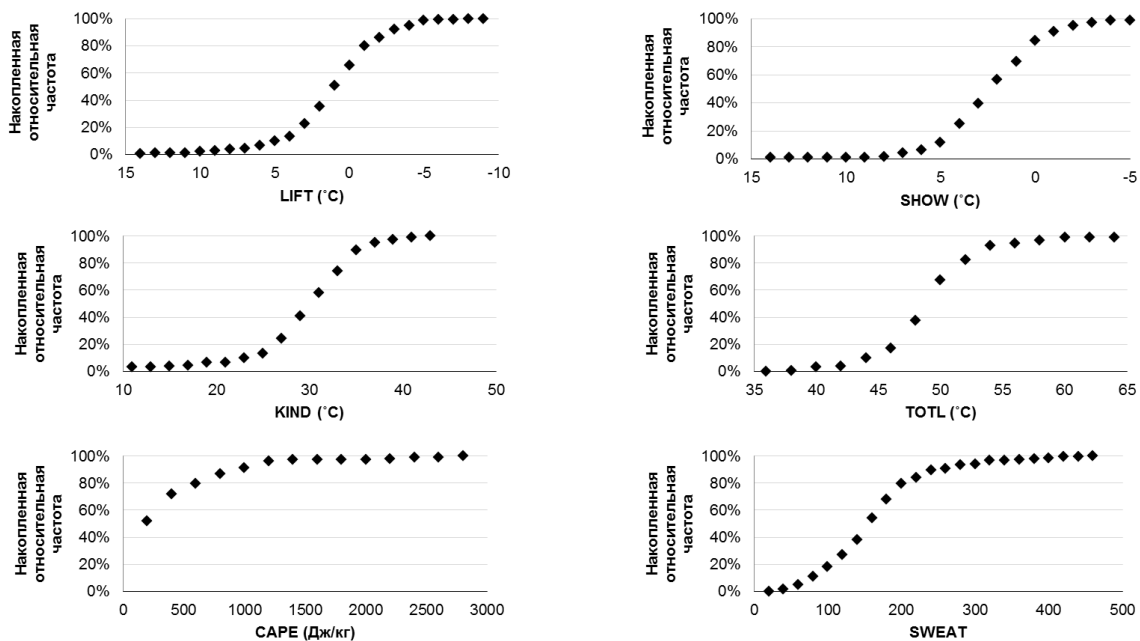 Накопленная
относительная
частота
100%
80%
60%
40%
20%
0%
15 10 5 0 -5 -10
LIFT (˚C)
Накопленная
относительная
частота
100%
80%
60%
40%
20%
0%
15 10 5 0 -5
SHOW (˚C)
Накопленная
относительная
частота
100%
80%
60%
40%
20%
0%
10 20 30 40 50
KIND (˚C)
Накопленная
относительная
частота
100%
80%
60%
40%
20%
0%
35 40 45 50 55 60 65
TOTL (˚C)
Накопленная
относительная
частота
100%
80%
60%
40%
20%
0%
0 500 1000 1500 2000 2500 3000
CAPE (Дж/кг)
Накопленная
относительная
частота
100%
80%
60%
40%
20%
0%
0 100 200 300 400 500
SWEAT